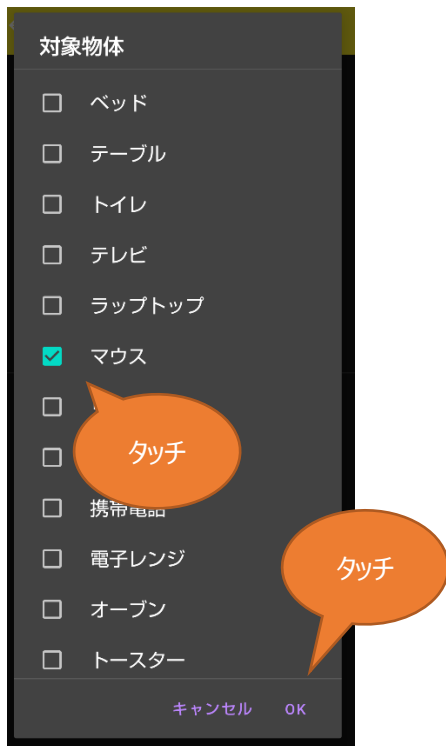 対象物体
ベッド
テーブル
トイレ
テレビ
ラップトップ
マウス
タッチ
携帯電話
電子レンジ
タッチ
オーブン
トースター
キャンセル OK